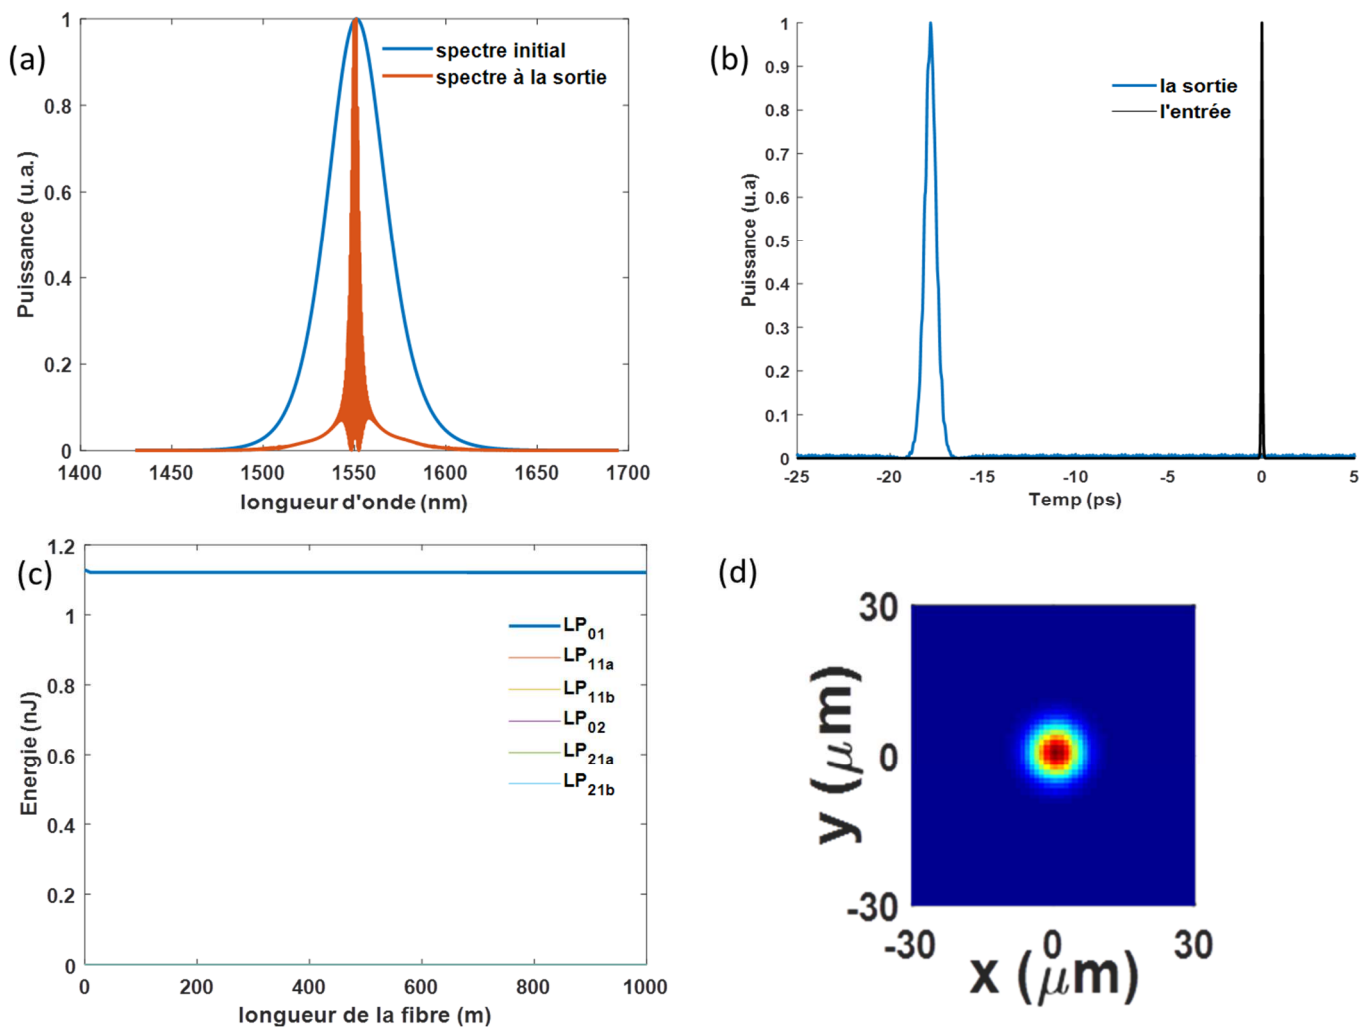 (a)
1
0.8
0.6
0.4
0.2
0
1400
1450
1500
1550
1600
1650
1700
Puissance (u.a.)
longueur d'onde (nm)
spectre initial
spectre à la sortie
(b)
1
0.9
0.8
0.7
0.6
0.5
0.4
0.3
0.2
0.1
0
-25
-20
-15
-10
-5
0
5
Puissance (u.a)
Temp (ps)
la sortie
l'entrée
(c)
1.2
1
0.8
0.6
0.4
0.2
0
0
200
400
600
800
1000
Energie (nJ)
longueur de la fibre (m)
LP01
LP11a
LP11b
LP02
LP21a
LP21b
(d)
30
0
-30
-30
0
30
y (μm)
x (μm)